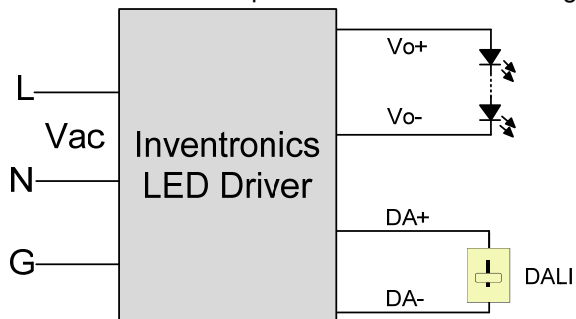 L
Vac
N
G
Inventronics
LED Driver
Vo+
Vo-
DA+
DA-
DALI